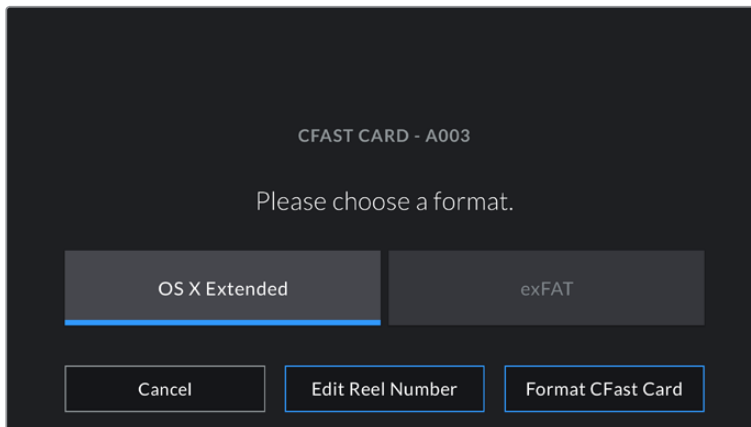 CFAST CARD - A003
Please choose a format.
OS X Extended
exFAT
Cancel
Edit Reel Number
Format CFast Card